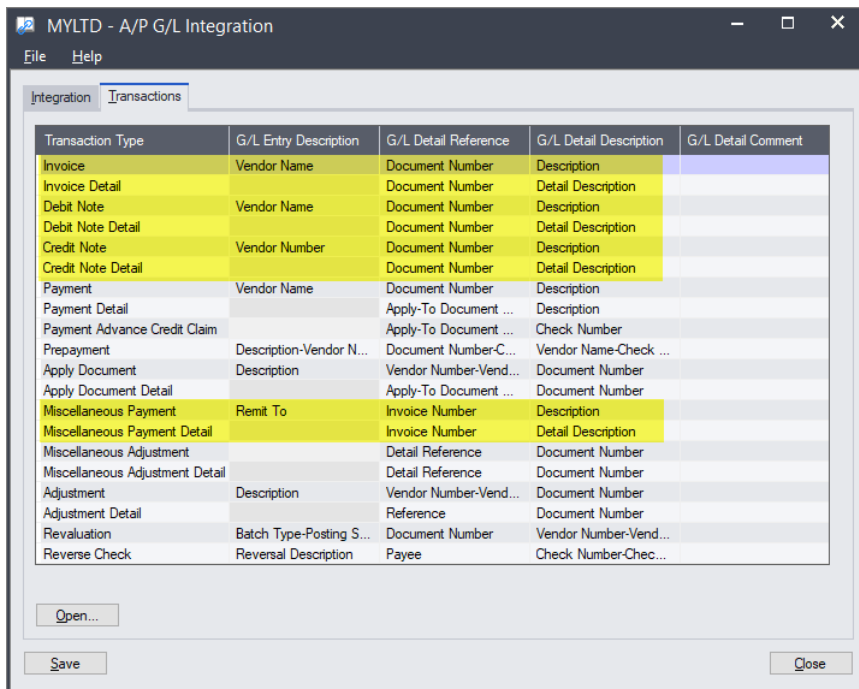 MYLTD - A/P G/L Integration
File Help
Integration Transactions
Transaction Type G/L Entry Description G/L Detail Reference G/L Detail Description G/L Detail Comment
Invoice Vendor Name Document Number Description
Invoice Detail Document Number Detail Description
Debit Note Vendor Name Document Number Description
Debit Note Detail Document Number Detail Description
Credit Note Vendor Number Document Number Description
Credit Note Detail Document Number Detail Description
Payment Vendor Name Document Number Description
Payment Detail Apply-To Document ... Description
Payment Advance Credit Claim Apply-To Document ... Check Number
Prepayment Description-Vendor N... Document Number-C... Vendor Name-Check ...
Apply Document Description Vendor Number-Vend... Document Number
Apply Document Detail Apply-To Document ... Document Number
Miscellaneous Payment Remit To Invoice Number Description
Miscellaneous Payment Detail Invoice Number Detail Description
Miscellaneous Adjustment Detail Reference Document Number
Miscellaneous Adjustment Detail Detail Reference Document Number
Adjustment Description Vendor Number-Vend... Document Number
Adjustment Detail Reference Document Number
Revaluation Batch Type-Posting S... Document Number Vendor Number-Vend...
Reverse Check Reversal Description Payee Check Number-Chec...
Open...
Save Close